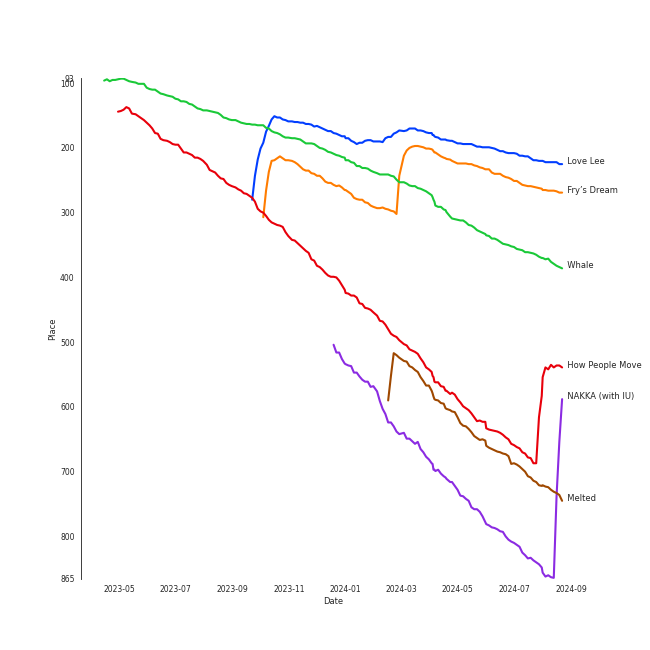 93
100
200
300
400
500
600
700
800
865
Place
Love Lee
Fry's Dream
Whale
How People Move
NAKKA (with IU)
Melted
2023-05 2023-07 2023-09 2023-11 2024-01 2024-03 2024-05 2024-07 2024-09
Date